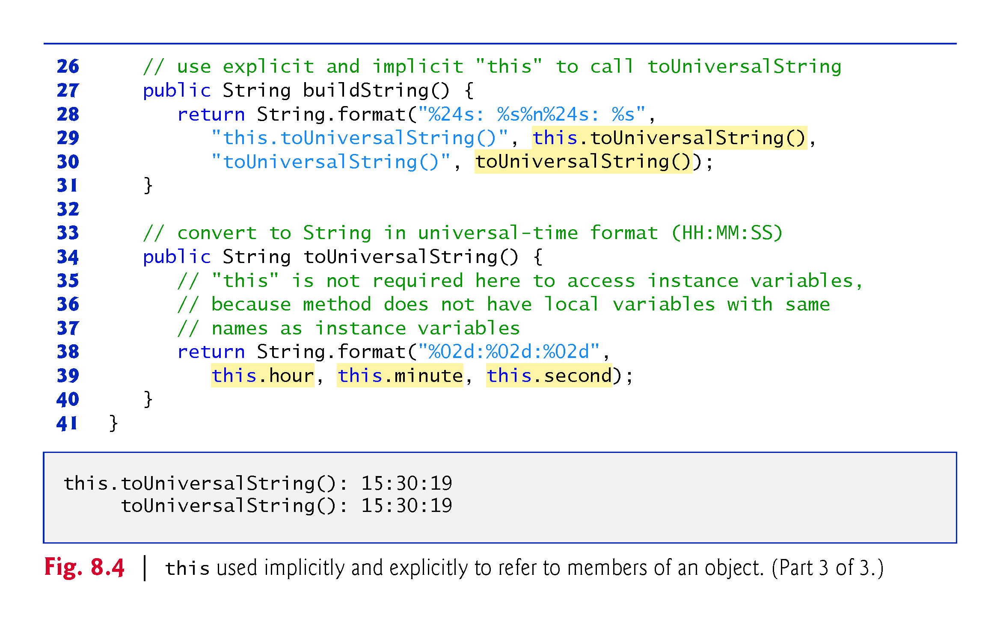 26 // use explicit and implicit "this" to call toUniversalString
27 public String buildString() {
28 return String.format("%24s: %s%n%24s: %s",
29 "this.toUniversalString()", this.toUniversalString(),
30 "toUniversalString()", toUniversalString());
31 }
32
33 // convert to String in universal-time format (HH:MM:SS)
34 public String toUniversalString() {
35 // "this" is not required here to access instance variables,
36 // because method does not have local variables with same
37 // names as instance variables
38 return String.format("%02d:%02d:%02d",
39 this.hour, this.minute, this.second);
40 }
41 }
this.toUniversalString(): 15:30:19
toUniversalString(): 15:30:19
Fig. 8.4 | this used implicitly and explicitly to refer to members of an object. (Part 3 of 3.)